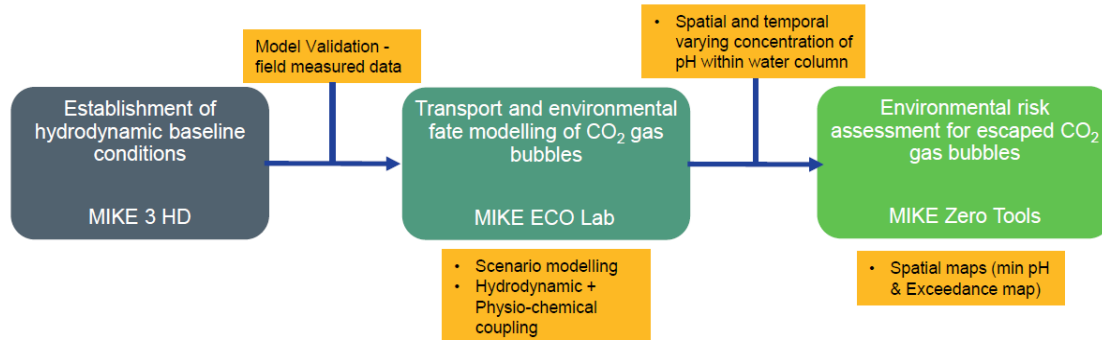 Establishment of
hydrodynamic baseline
conditions
MIKE 3 HD
Model Validation -
field measured data
Transport and environmental
fate modelling of CO₂ gas
bubbles
MIKE ECO Lab
• Scenario modelling
• Hydrodynamic +
Physio-chemical
coupling
• Spatial and temporal
varying concentration of
pH within water column
Environmental risk
assessment for escaped CO₂
gas bubbles
MIKE Zero Tools
• Spatial maps (min pH
& Exceedance map)